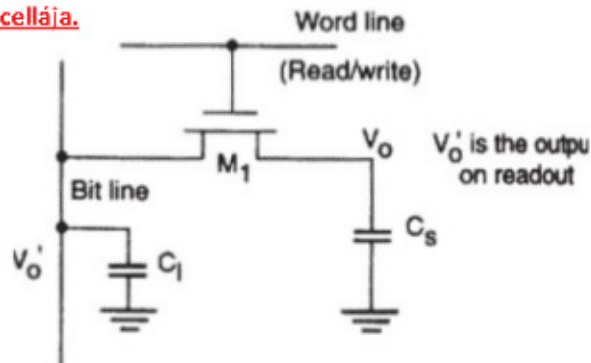 cellája.
Word line
(Read/write)
Vo
Vo' is the outpu
on readout
M1
Bit line
Cs
Vo'
Cl